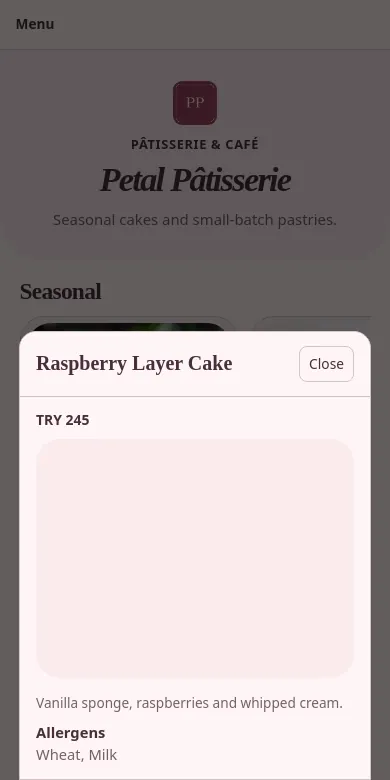 Menu
PP
PÂTISSERIE & CAFÉ
Petal Pâtisserie
Seasonal cakes and small-batch pastries.
Seasonal
Raspberry Layer Cake
Close
TRY 245
Vanilla sponge, raspberries and whipped cream.
Allergens
Wheat, Milk